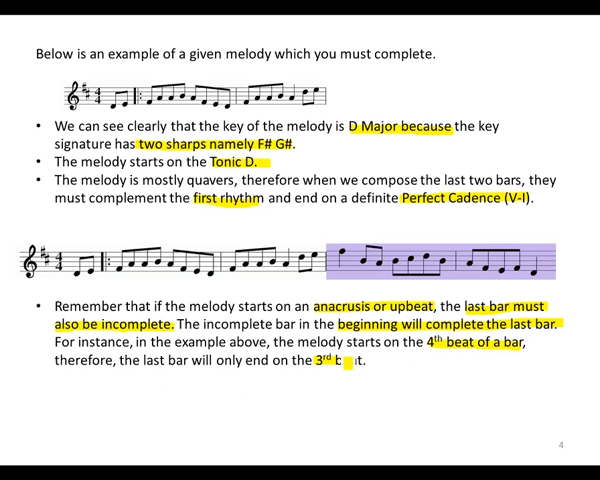 Below is an example of a given melody which you must complete.
4
4
• We can see clearly that the key of the melody is D Major because the key
signature has two sharps namely F# G#.
• The melody starts on the Tonic D.
• The melody is mostly quavers, therefore when we compose the last two bars, they
must complement the first rhythm and end on a definite Perfect Cadence (V-I).
4
4
• Remember that if the melody starts on an anacrusis or upbeat, the last bar must
also be incomplete. The incomplete bar in the beginning will complete the last bar.
For instance, in the example above, the melody starts on the 4th beat of a bar,
therefore, the last bar will only end on the 3rd
4